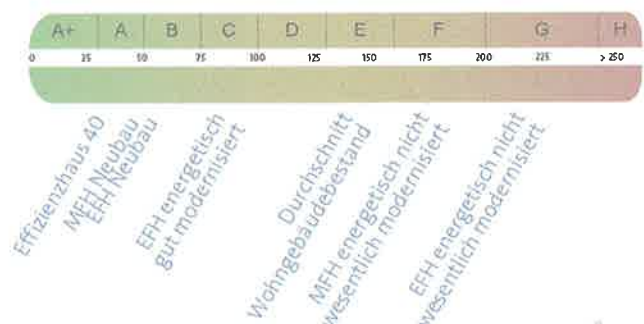 A+ A B C D E F G H
0 25 50 75 100 125 150 175 200 225 > 250
Effizienzhaus 40
MFH Neubau
EFH Neubau
EFH energetisch
gut modernisiert
Durchschnitt
Wohngebäudebestand
MFH energetisch nicht
wesentlich modernisiert
EFH energetisch nicht
wesentlich modernisiert